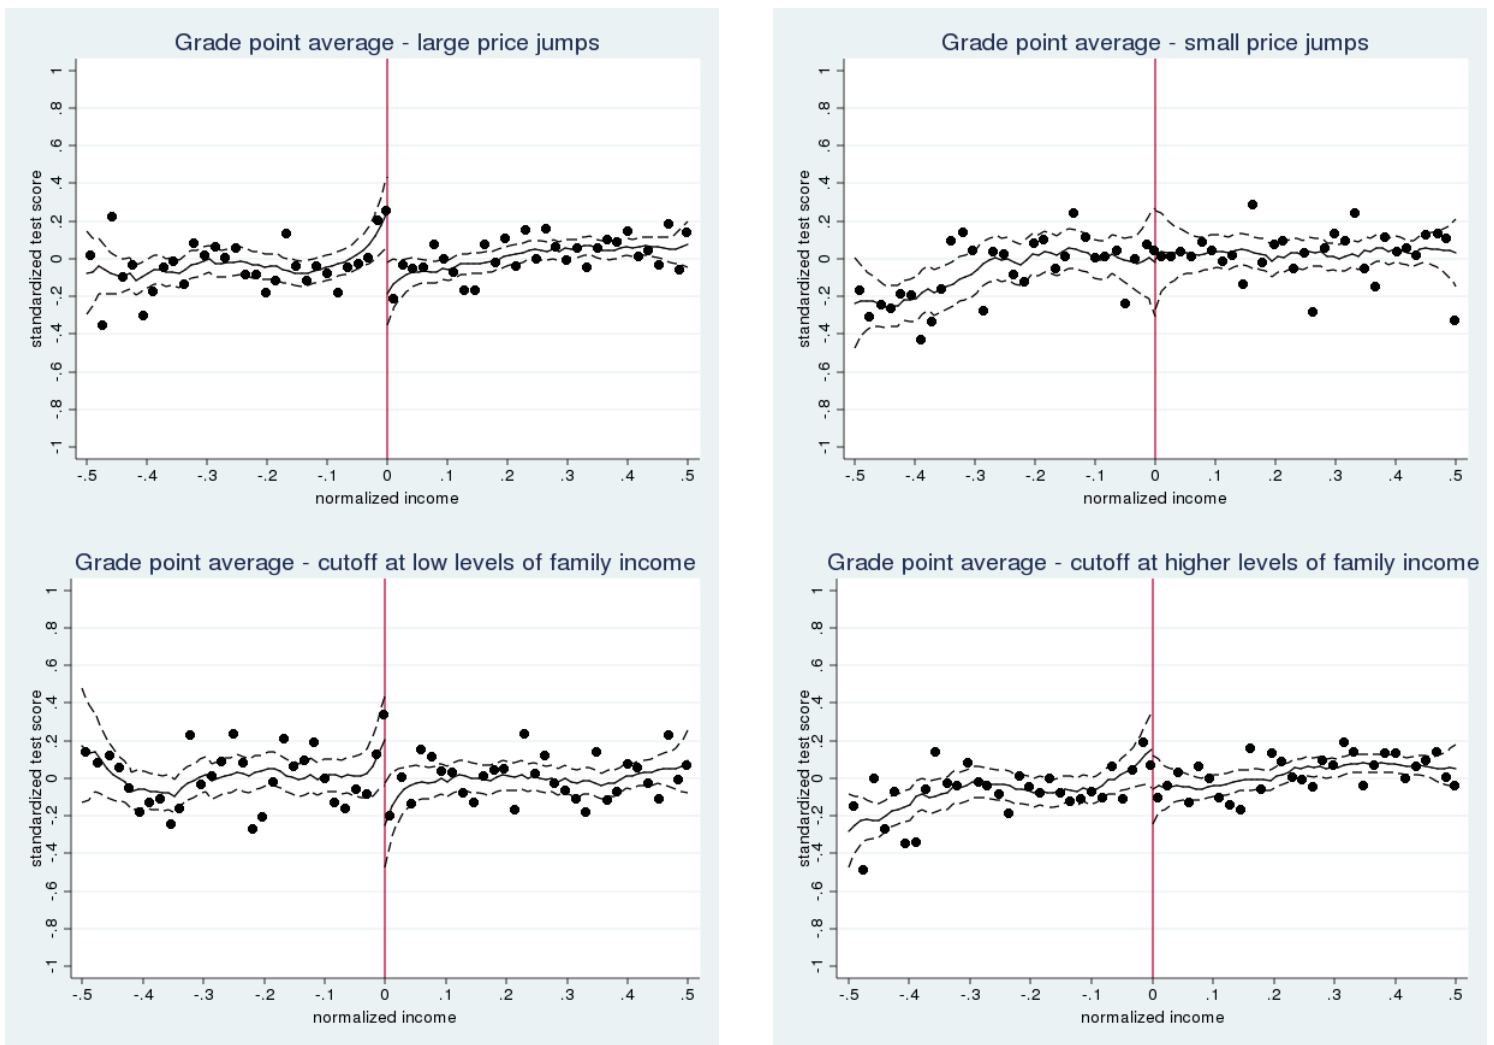 Grade point average - large price jumps
standardized test score
1
.8
.6
.4
.2
0
-.2
-.4
-.6
-.8
-1
-.5 -.4 -.3 -.2 -.1 0 .1 .2 .3 .4 .5
normalized income
Grade point average - small price jumps
standardized test score
1
.8
.6
.4
.2
0
-.2
-.4
-.6
-.8
-1
-.5 -.4 -.3 -.2 -.1 0 .1 .2 .3 .4 .5
normalized income
Grade point average - cutoff at low levels of family income
standardized test score
1
.8
.6
.4
.2
0
-.2
-.4
-.6
-.8
-1
-.5 -.4 -.3 -.2 -.1 0 .1 .2 .3 .4 .5
normalized income
Grade point average - cutoff at higher levels of family income
standardized test score
1
.8
.6
.4
.2
0
-.2
-.4
-.6
-.8
-1
-.5 -.4 -.3 -.2 -.1 0 .1 .2 .3 .4 .5
normalized income